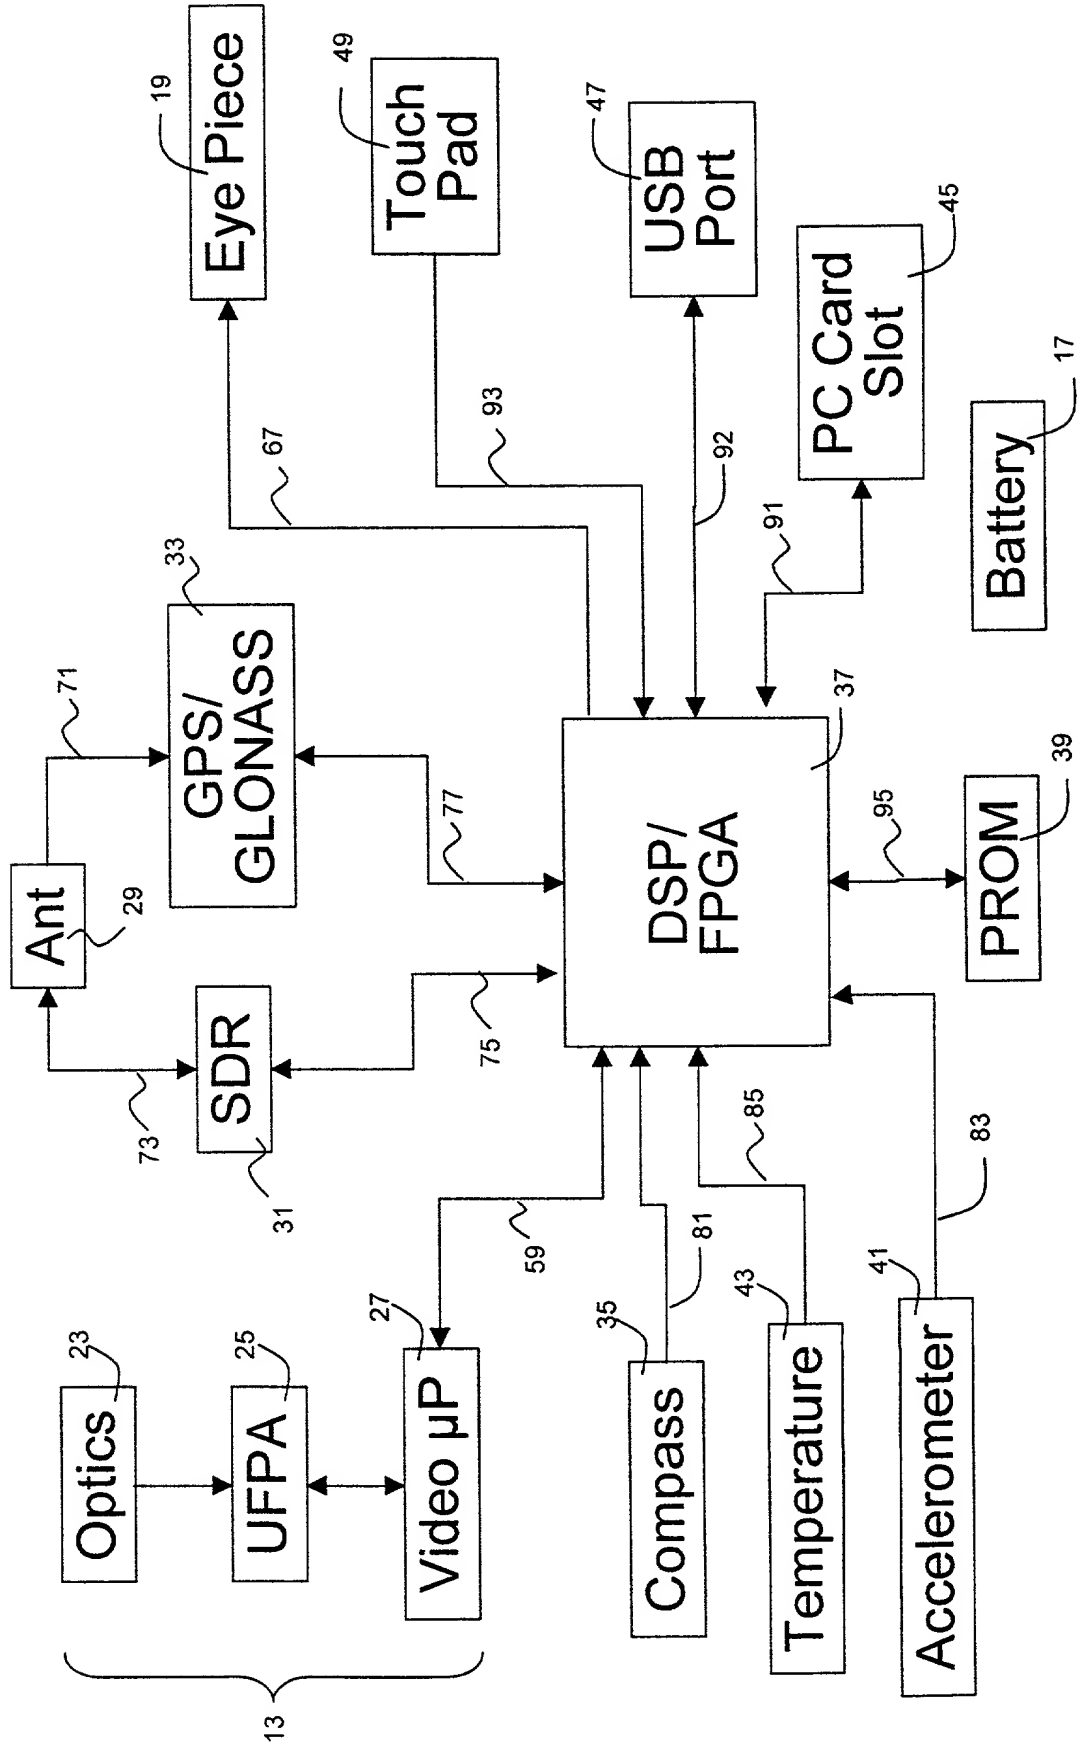 13
Optics
23
UFPA
25
Video µP
27
59
Ant
29
73
71
SDR
31
75
GPS/
GLONASS
33
77
67
Eye Piece
19
Touch
Pad
49
93
USB
Port
47
92
PC Card
Slot
45
91
Battery
17
DSP/
FPGA
37
PROM
39
95
Compass
35
81
Temperature
43
85
Accelerometer
41
83